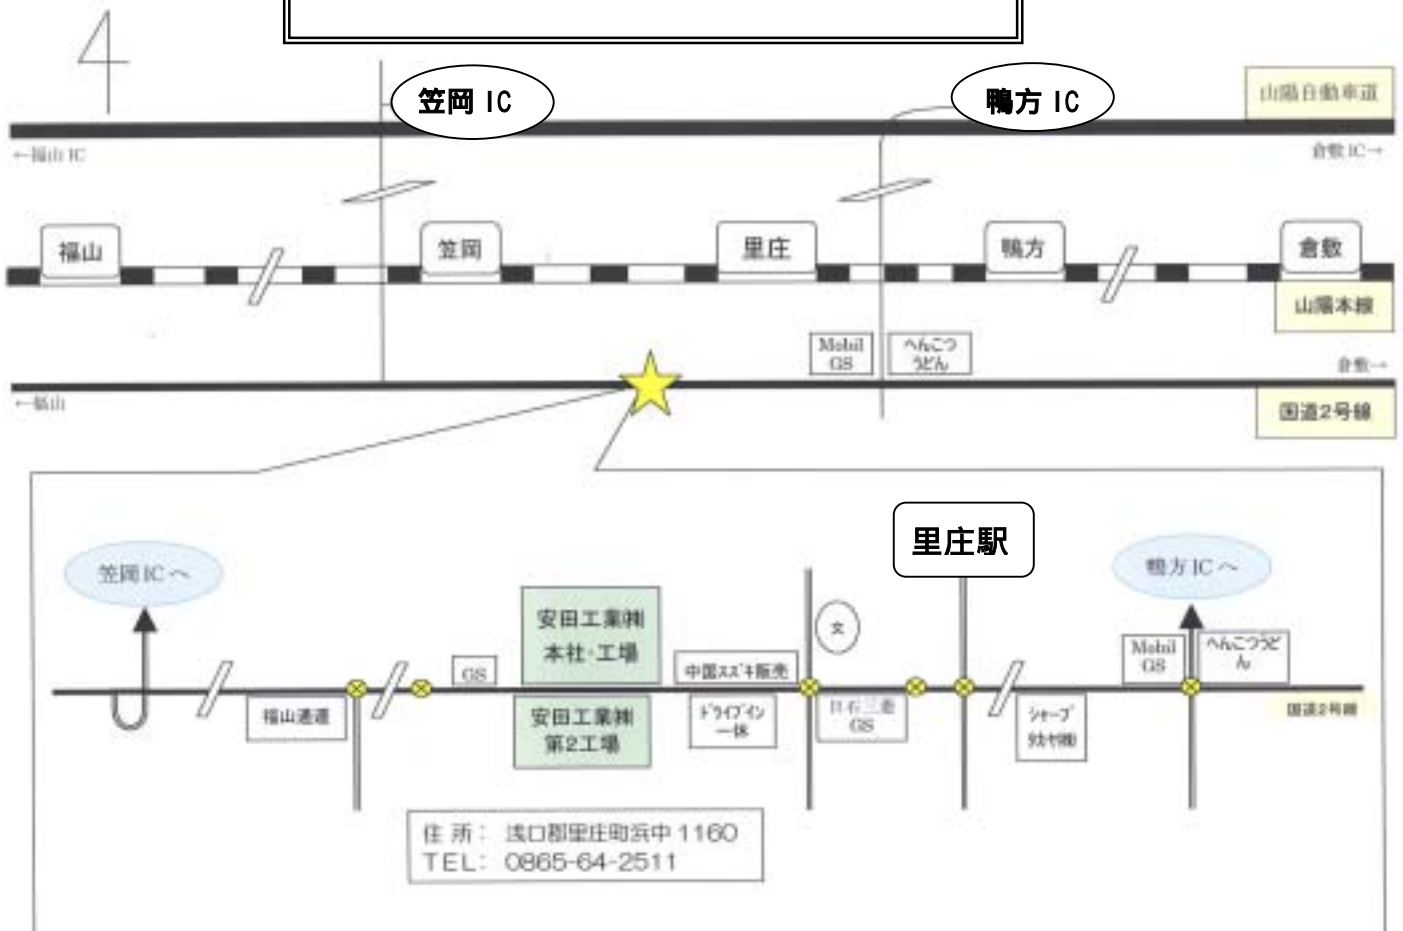 笠岡 IC
鴨方 IC
山陽自動車道
←福山 IC
倉敷 IC→
福山
笠岡
里庄
鴨方
倉敷
山陽本線
Mobil
GS
へんこつ
うどん
倉敷→
←福山
国道2号線
里庄駅
笠岡 IC へ
鴨方 IC へ
安田工業㈱
本社・工場
文
GS
中国スズキ販売
Mobil
GS
へんこつうど
ん
福山通運
安田工業㈱
第2工場
ドライブイン
一休
日石三菱
GS
シャープ
タカヤ㈱
国道2号線
住 所： 浅口郡里庄町浜中 1160
TEL： 0865-64-2511